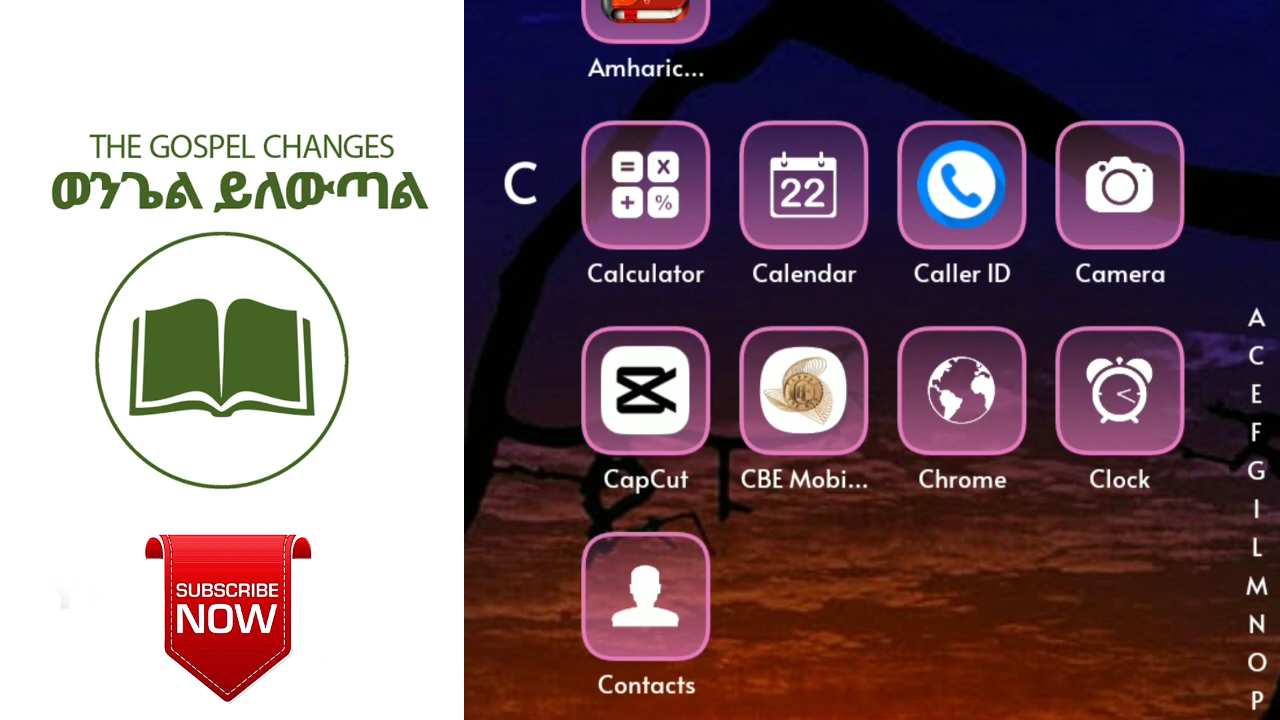 THE GOSPEL CHANGES
ወንጌል ይለውጣል
SUBSCRIBE
NOW
Amharic...
C
= x
+ %
22
Calculator Calendar Caller ID Camera
CapCut CBE Mobi... Chrome Clock
Contacts
A
C
E
F
G
I
L
M
N
O
P